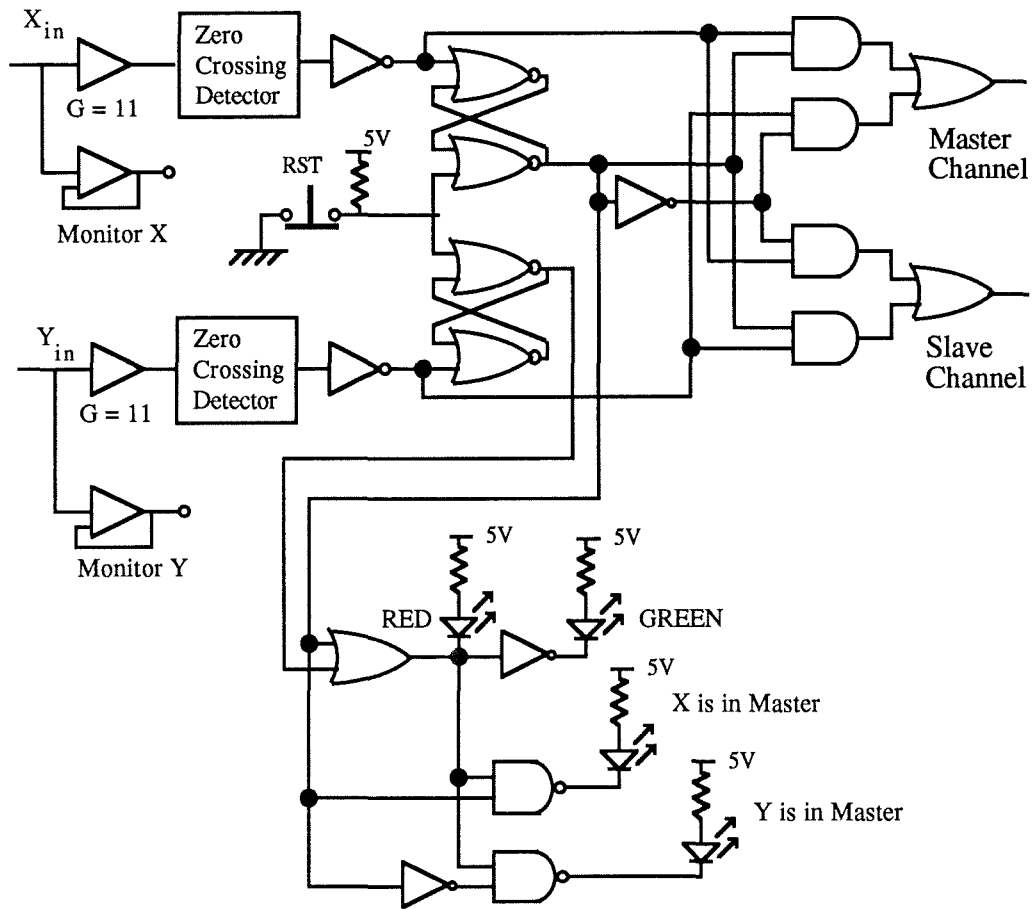 X in
Zero
Crossing
Detector
G = 11
5V
RST
Monitor X
Master
Channel
Y in
Zero
Crossing
Detector
G = 11
Slave
Channel
Monitor Y
5V
5V
RED
GREEN
5V
X is in Master
5V
Y is in Master